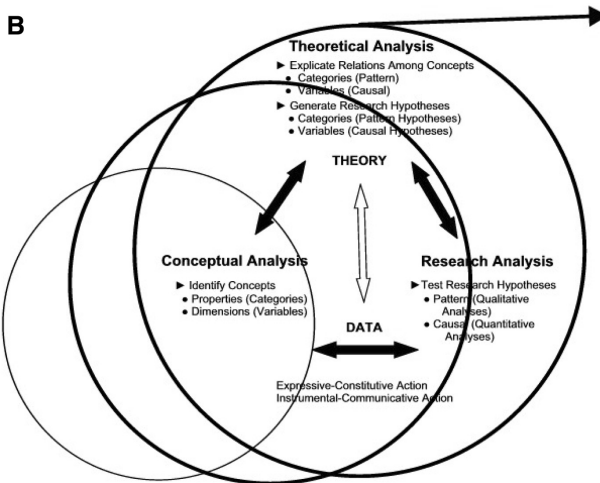 B
Theoretical Analysis
► Explicate Relations Among Concepts
● Categories (Pattern)
● Variables (Causal)
► Generate Research Hypotheses
● Categories (Pattern Hypotheses)
● Variables (Causal Hypotheses)
THEORY
Conceptual Analysis
► Identify Concepts
● Properties (Categories)
● Dimensions (Variables)
Research Analysis
► Test Research Hypotheses
● Pattern (Qualitative
Analyses)
● Causal (Quantitative
Analyses)
DATA
Expressive-Constitutive Action
Instrumental-Communicative Action